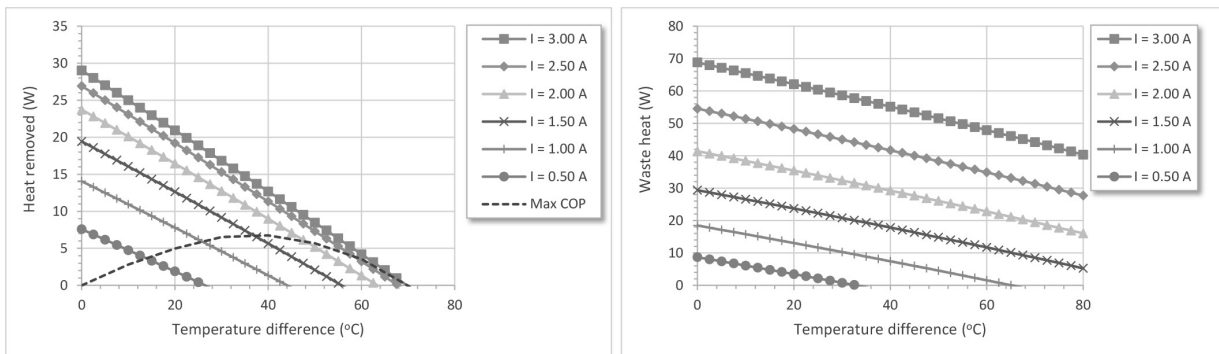 35
30
25
20
15
10
5
0
Heat removed (W)
0 20 40 60 80
Temperature difference (ºC)
I = 3.00 A
I = 2.50 A
I = 2.00 A
I = 1.50 A
I = 1.00 A
I = 0.50 A
Max COP
80
70
60
50
40
30
20
10
0
Waste heat (W)
0 20 40 60 80
Temperature difference (ºC)
I = 3.00 A
I = 2.50 A
I = 2.00 A
I = 1.50 A
I = 1.00 A
I = 0.50 A